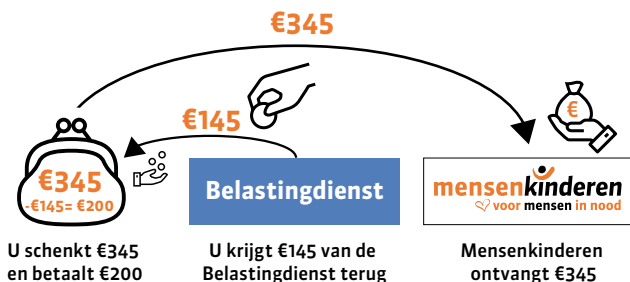 €345
€145
€
€345
-€145= €200
Belastingdienst
mensenkinderen
voor mensen in nood
U schenkt €345
en betaalt €200
U krijgt €145 van de
Belastingdienst terug
Mensenkinderen
ontvangt €345